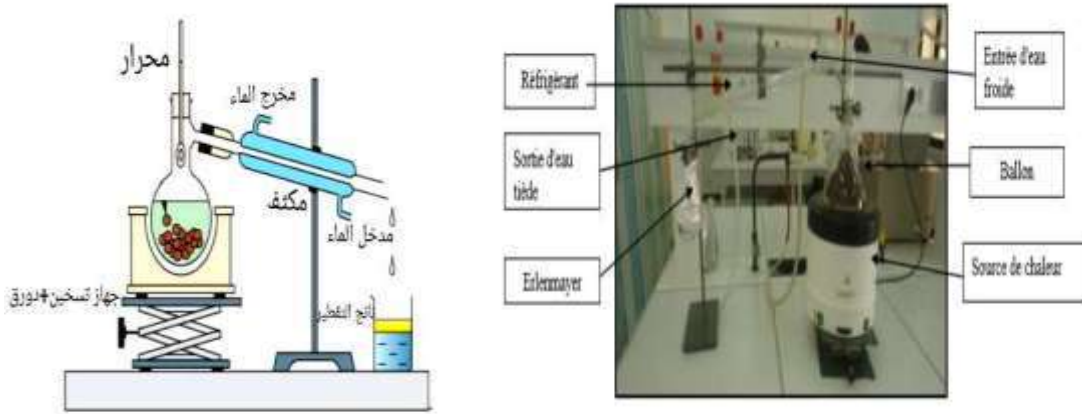 محرار
مخرج الماء
مكثف
مدخل الماء
جهاز تسخين+دورق
ناتج التقطير
Réfrigérant
Sortie d'eau
tiède
Erlenmayer
Entrée d'eau
froide
Ballon
Source de chaleur